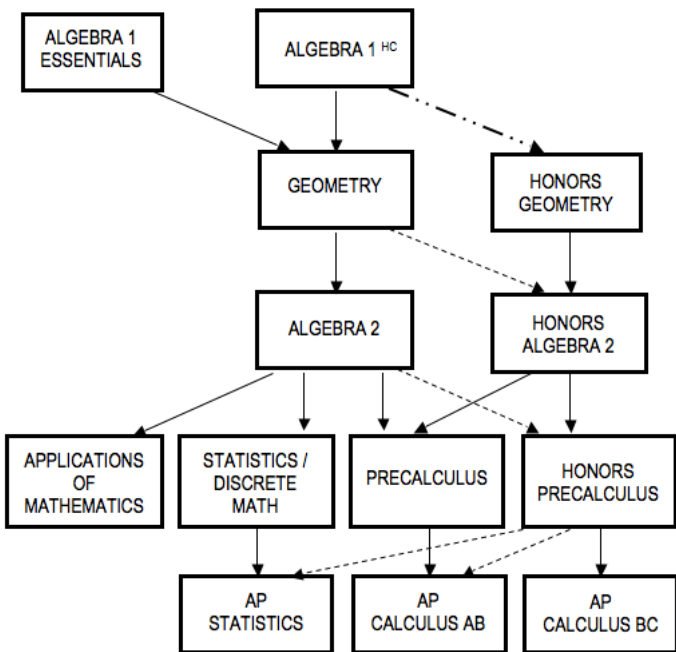 ALGEBRA 1
ESSENTIALS
ALGEBRA 1 HC
GEOMETRY
HONORS
GEOMETRY
ALGEBRA 2
HONORS
ALGEBRA 2
APPLICATIONS
OF
MATHEMATICS
STATISTICS /
DISCRETE
MATH
PRECALCULUS
HONORS
PRECALCULUS
AP
STATISTICS
AP
CALCULUS AB
AP
CALCULUS BC